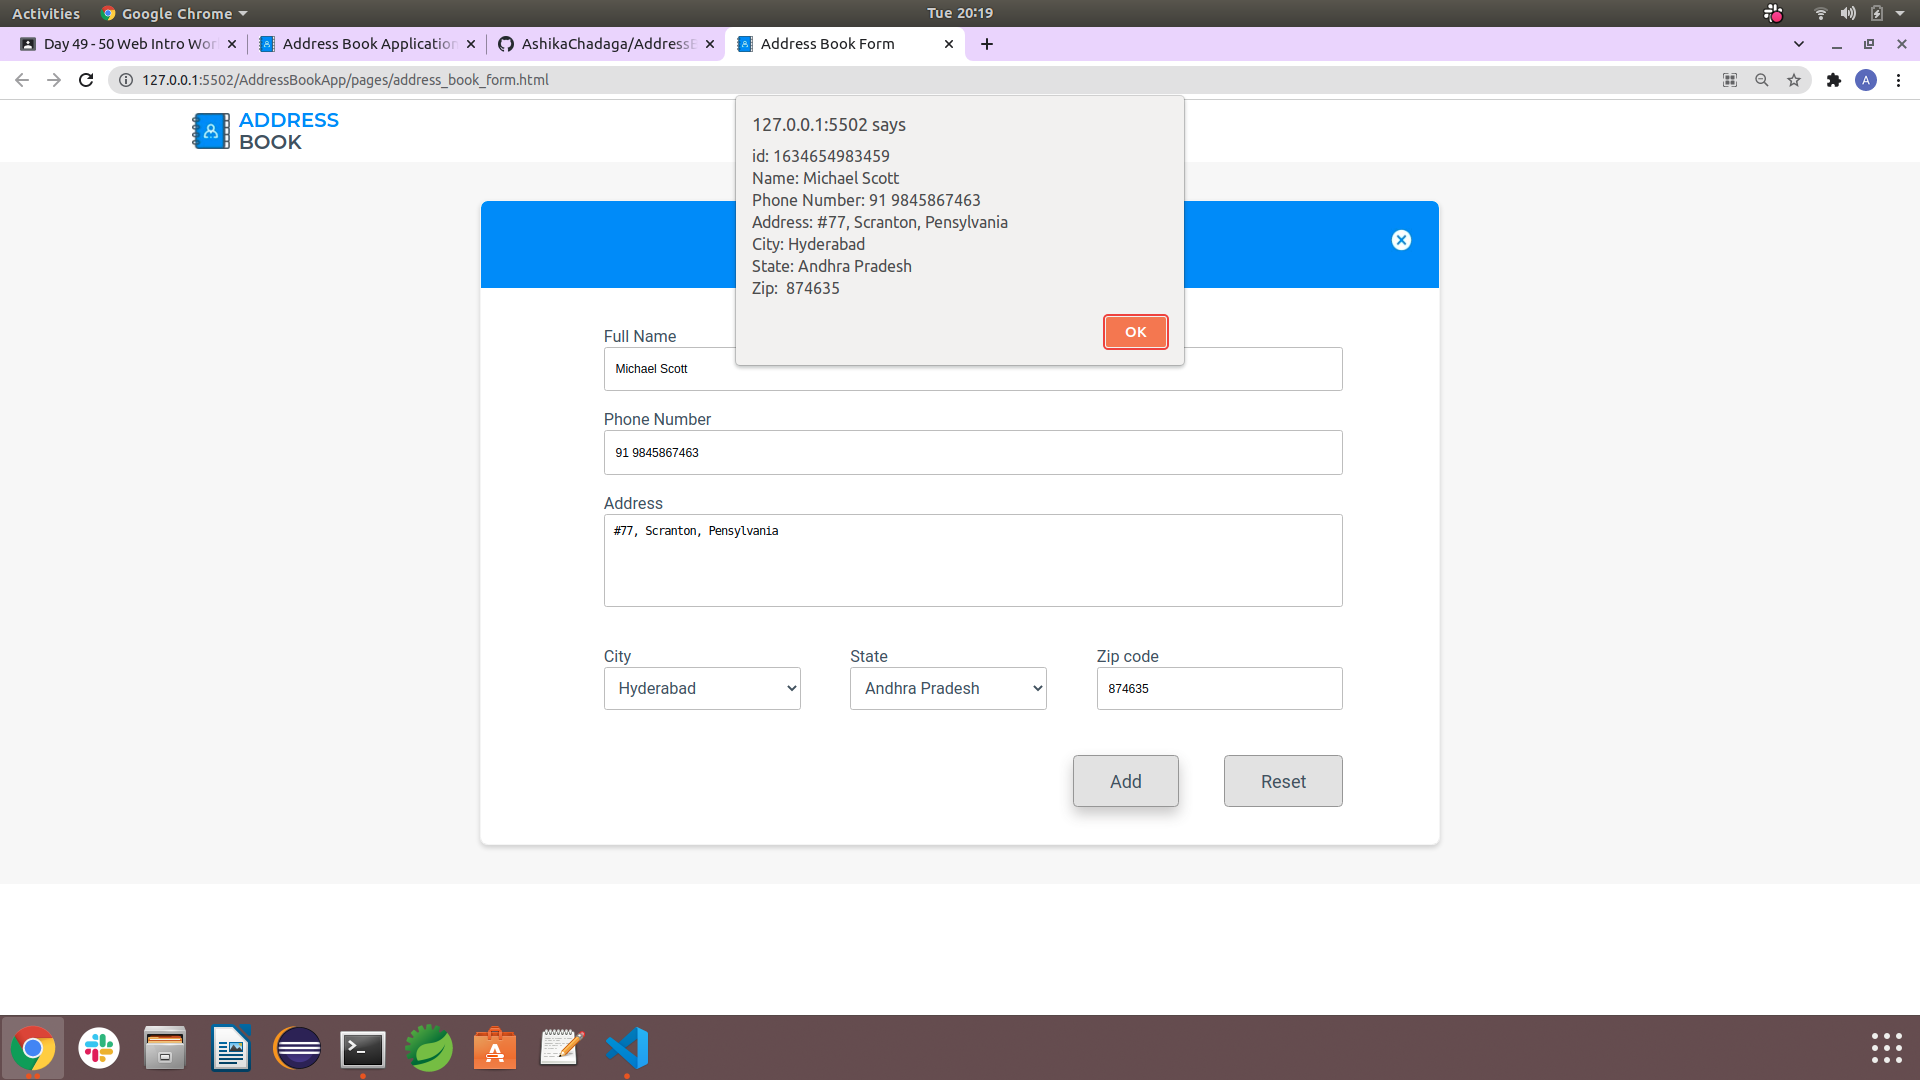 Activities
Google Chrome
Tue 20:19
Day 49 - 50 Web Intro Wor
Address Book Application
AshikaChadaga/AddressB
Address Book Form
127.0.0.1:5502/AddressBookApp/pages/address_book_form.html
A
ADDRESS
BOOK
127.0.0.1:5502 says
id: 1634654983459
Name: Michael Scott
Phone Number: 91 9845867463
Address: #77, Scranton, Pensylvania
City: Hyderabad
State: Andhra Pradesh
Zip:  874635
OK
Full Name
Michael Scott
Phone Number
91 9845867463
Address
#77, Scranton, Pensylvania
City
State
Zip code
Hyderabad
Andhra Pradesh
874635
Add
Reset